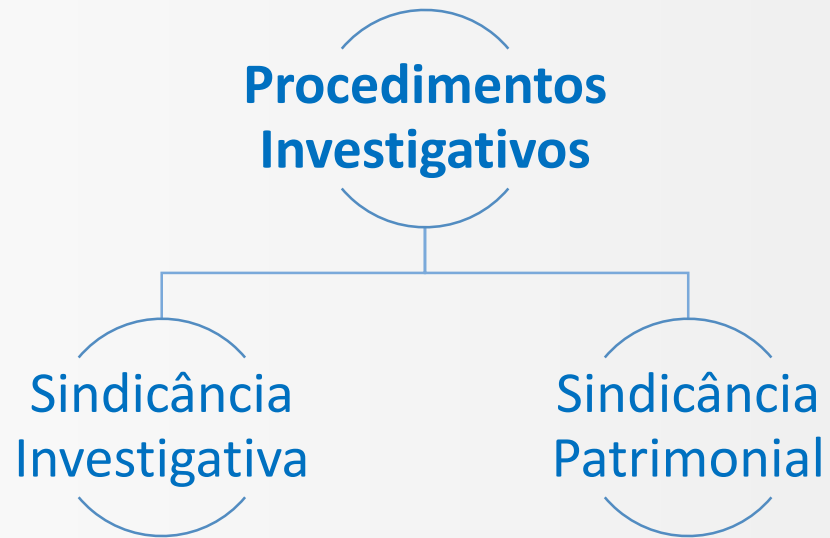 Procedimentos
Investigativos
Sindicância
Investigativa
Sindicância
Patrimonial